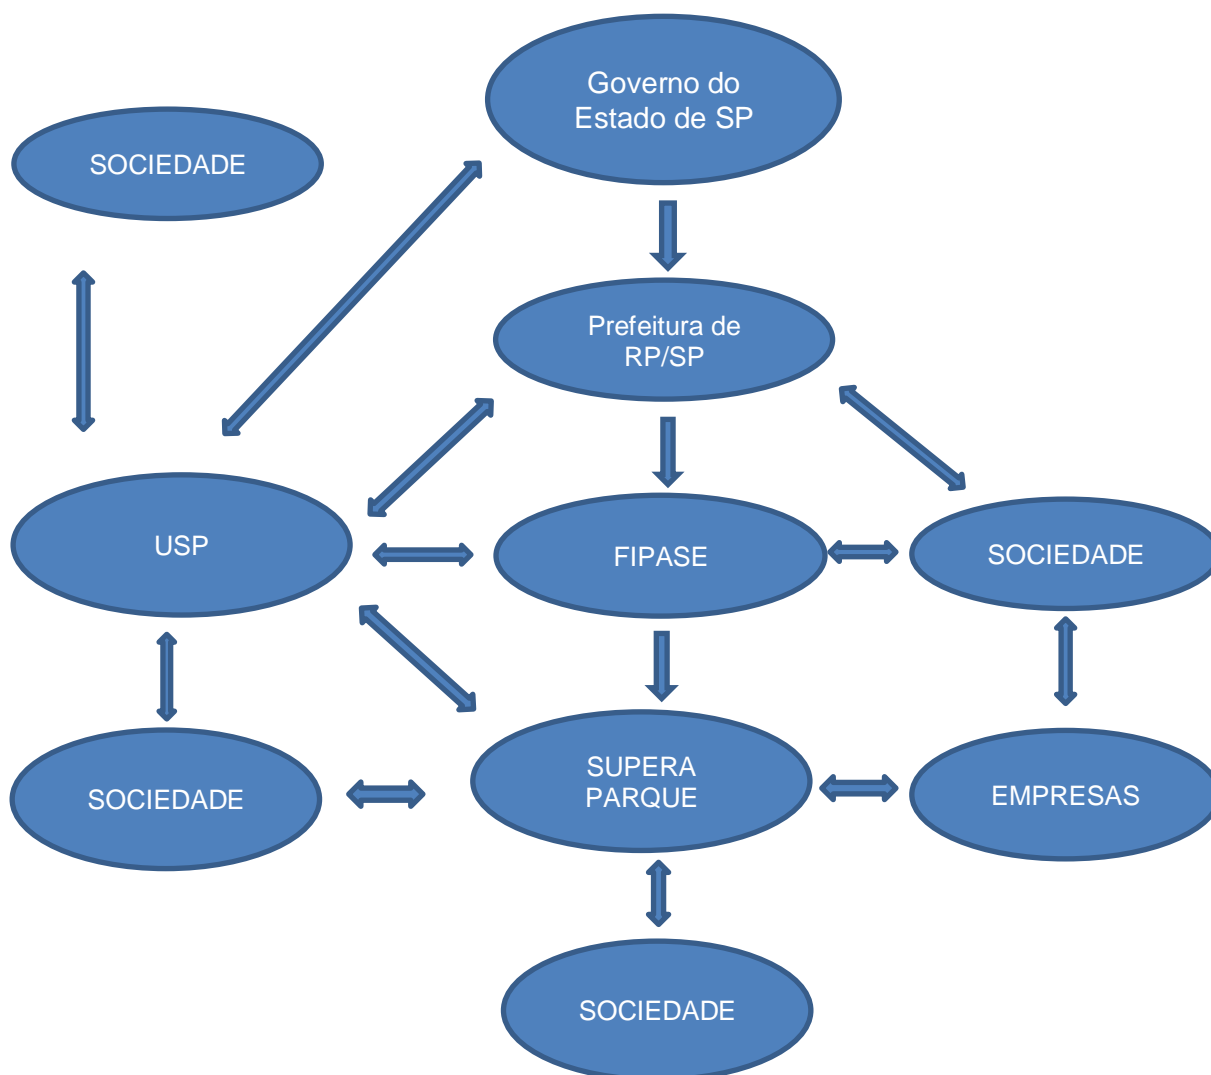 Governo do
Estado de SP
SOCIEDADE
Prefeitura de
RP/SP
USP
FIPASE
SOCIEDADE
SOCIEDADE
SUPERA
PARQUE
EMPRESAS
SOCIEDADE